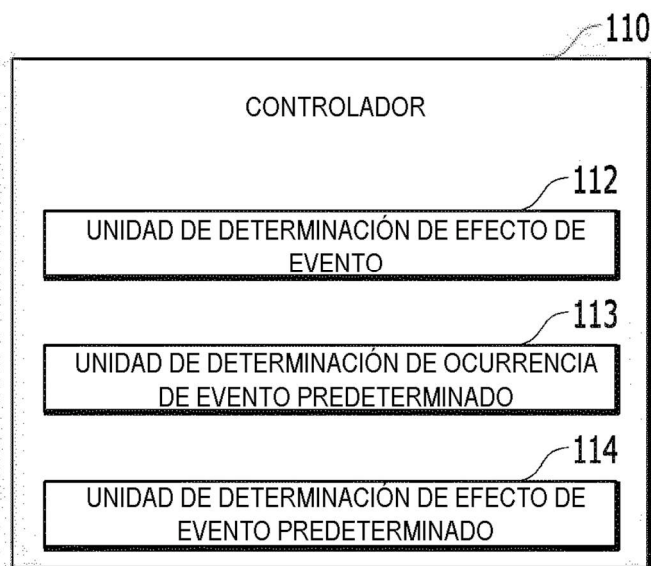 110
CONTROLADOR
112
UNIDAD DE DETERMINACIÓN DE EFECTO DE
EVENTO
113
UNIDAD DE DETERMINACIÓN DE OCURRENCIA
DE EVENTO PREDETERMINADO
114
UNIDAD DE DETERMINACIÓN DE EFECTO DE
EVENTO PREDETERMINADO